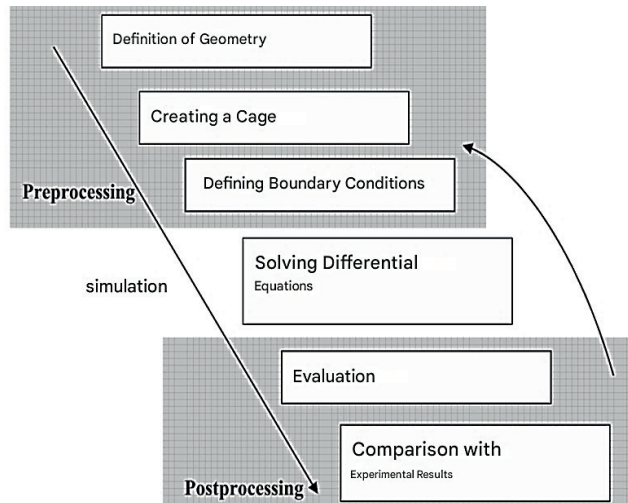 Definition of Geometry
Creating a Cage
Defining Boundary Conditions
Preprocessing
Solving Differential
Equations
simulation
Evaluation
Comparison with
Experimental Results
Postprocessing